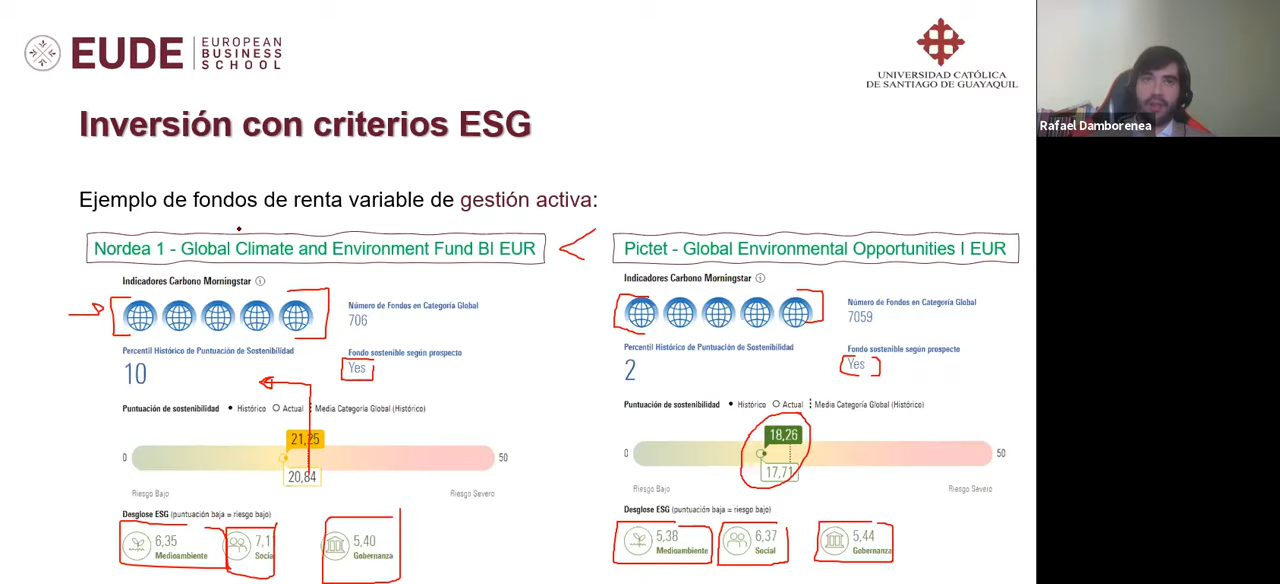 EUDE
EUROPEAN
BUSINESS
SCHOOL
UNIVERSIDAD CATÓLICA
DE SANTIAGO DE GUAYAQUIL
Rafael Damborenea
Inversión con criterios ESG
Ejemplo de fondos de renta variable de gestión activa:
Nordea 1 - Global Climate and Environment Fund BI EUR
Indicadores Carbono Morningstar
Número de Fondos en Categoría Global
706
Percentil Histórico de Puntuación de Sostenibilidad
10
Fondo sostenible según prospecto
Yes
Puntuación de sostenibilidad Histórico Actual Media Categoría Global (Histórico)
21,25
0
50
20,84
Riesgo Bajo
Riesgo Severo
Desglose ESG (puntuación baja = riesgo bajo)
6,35
Medioambiente
7,1
Social
5,40
Gobernanza
Pictet - Global Environmental Opportunities I EUR
Indicadores Carbono Morningstar
Número de Fondos en Categoría Global
7059
Percentil Histórico de Puntuación de Sostenibilidad
2
Fondo sostenible según prospecto
Yes
Puntuación de sostenibilidad Histórico Actual Media Categoría Global (Histórico)
18,26
0
50
17,71
Riesgo Bajo
Riesgo Severo
Desglose ESG (puntuación baja = riesgo bajo)
5,38
Medioambiente
6,37
Social
5,44
Gobernanza